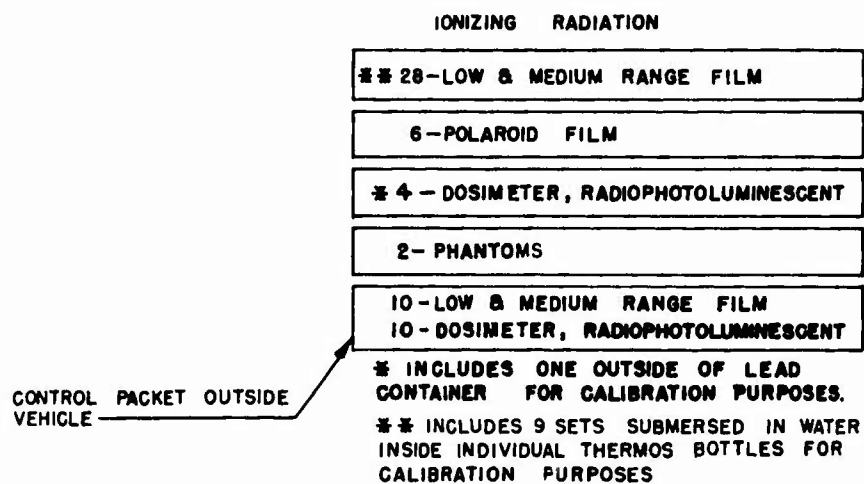 IONIZING RADIATION
** 28-LOW & MEDIUM RANGE FILM
6-POLAROID FILM
* 4-DOSIMETER, RADIOPHOTOLUMINESCENT
2-PHANTOMS
10-LOW & MEDIUM RANGE FILM
10-DOSIMETER, RADIOPHOTOLUMINESCENT
* INCLUDES ONE OUTSIDE OF LEAD
CONTAINER FOR CALIBRATION PURPOSES.
CONTROL PACKET OUTSIDE
VEHICLE
** INCLUDES 9 SETS SUBMERSED IN WATER
INSIDE INDIVIDUAL THERMOS BOTTLES FOR
CALIBRATION PURPOSES